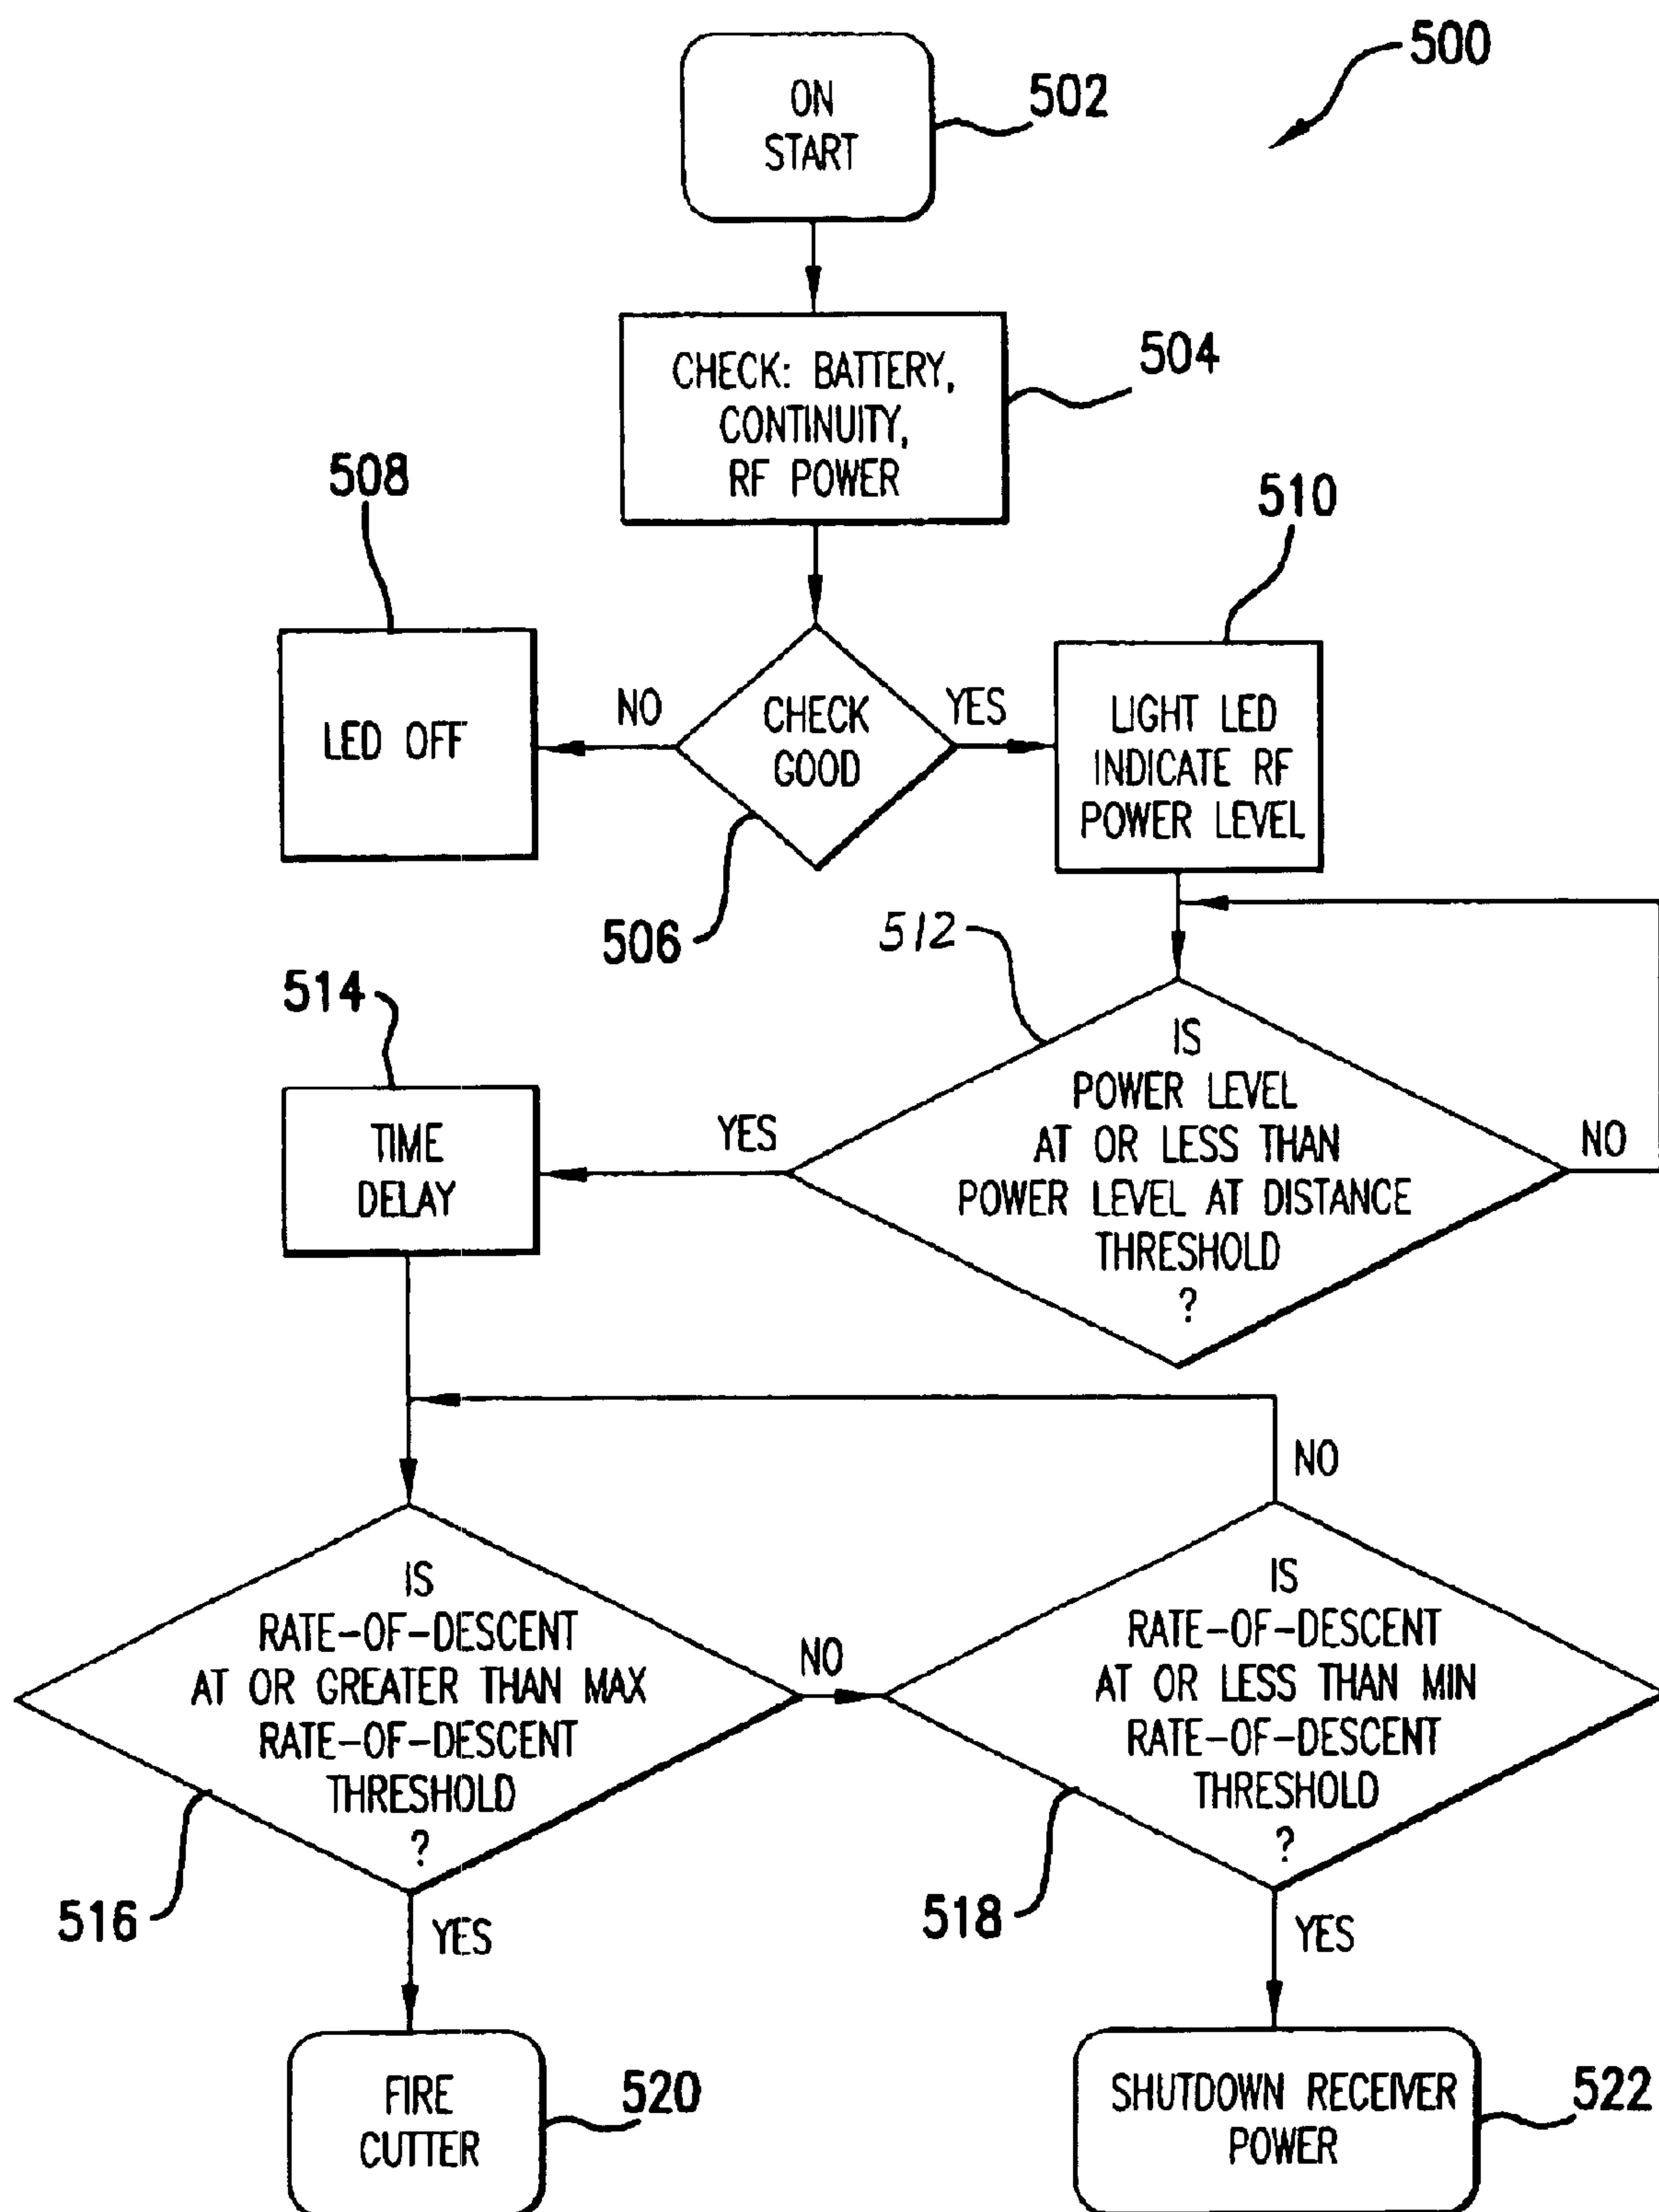 500
ON
START
502
CHECK: BATTERY,
CONTINUITY,
RF POWER
504
508
510
LED OFF
NO
CHECK
GOOD
YES
LIGHT LED
INDICATE RF
POWER LEVEL
506
512
514
TIME
DELAY
YES
IS
POWER LEVEL
AT OR LESS THAN
POWER LEVEL AT DISTANCE
THRESHOLD
?
NO
NO
IS
RATE-OF-DESCENT
AT OR GREATER THAN MAX
RATE-OF-DESCENT
THRESHOLD
?
NO
IS
RATE-OF-DESCENT
AT OR LESS THAN MIN
RATE-OF-DESCENT
THRESHOLD
?
516
YES
518
YES
FIRE
CUTTER
520
SHUTDOWN RECEIVER
POWER
522